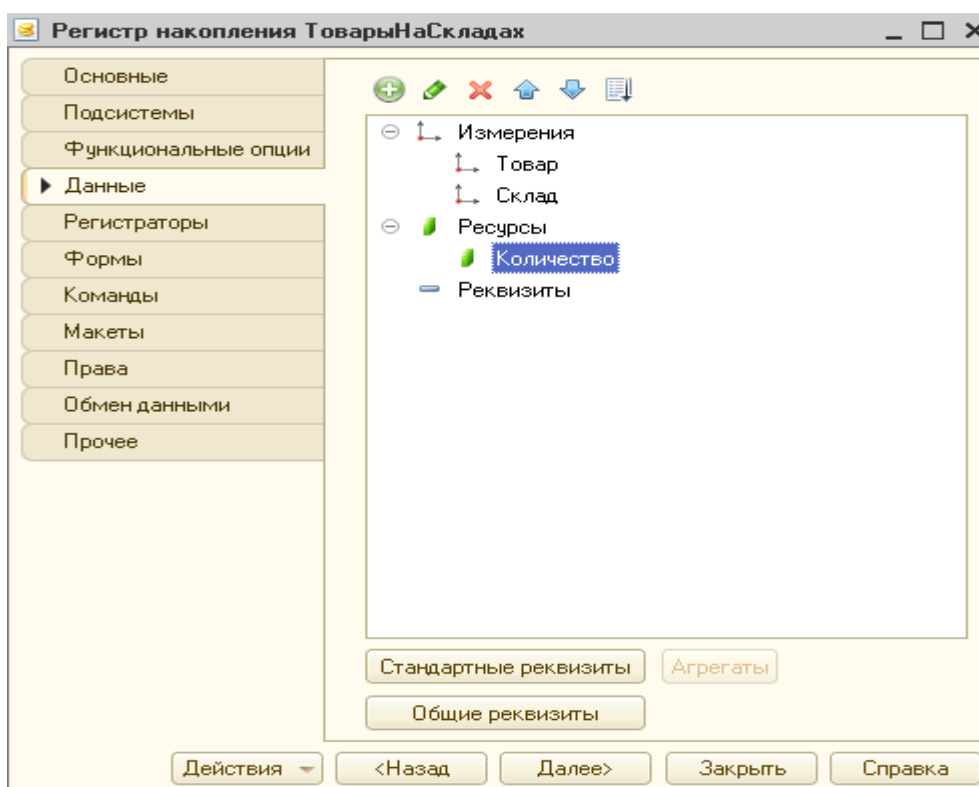 Регистр накопления ТоварыНаСкладах
Основные
Подсистемы
Функциональные опции
Данные
Регистраторы
Формы
Команды
Макеты
Права
Обмен данными
Прочее
Измерения
Товар
Склад
Ресурсы
Количество
Реквизиты
Стандартные реквизиты
Агрегаты
Общие реквизиты
Действия
<Назад
Далее>
Закрыть
Справка